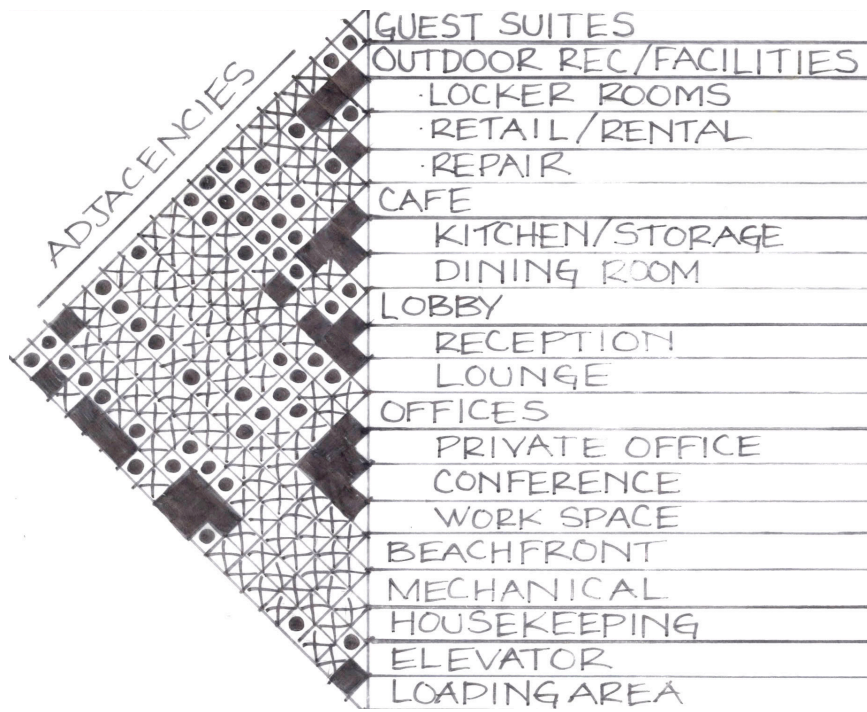 GUEST SUITES
OUTDOOR REC/FACILITIES
·LOCKER ROOMS
·RETAIL/RENTAL
·REPAIR
CAFE
KITCHEN/STORAGE
DINING ROOM
LOBBY
RECEPTION
LOUNGE
OFFICES
PRIVATE OFFICE
CONFERENCE
WORK SPACE
BEACHFRONT
MECHANICAL
HOUSEKEEPING
ELEVATOR
LOADING AREA
ADJACENCIES